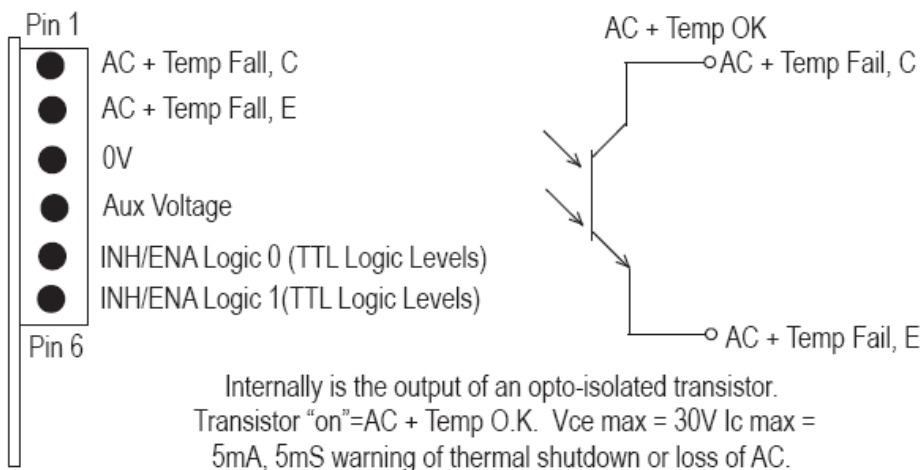 Pin 1
AC + Temp Fall, C
AC + Temp Fall, E
0V
Aux Voltage
INH/ENA Logic 0 (TTL Logic Levels)
INH/ENA Logic 1(TTL Logic Levels)
Pin 6
AC + Temp OK
AC + Temp Fail, C
AC + Temp Fail, E
Internally is the output of an opto-isolated transistor.
Transistor “on”=AC + Temp O.K.  Vce max = 30V Ic max =
5mA, 5mS warning of thermal shutdown or loss of AC.